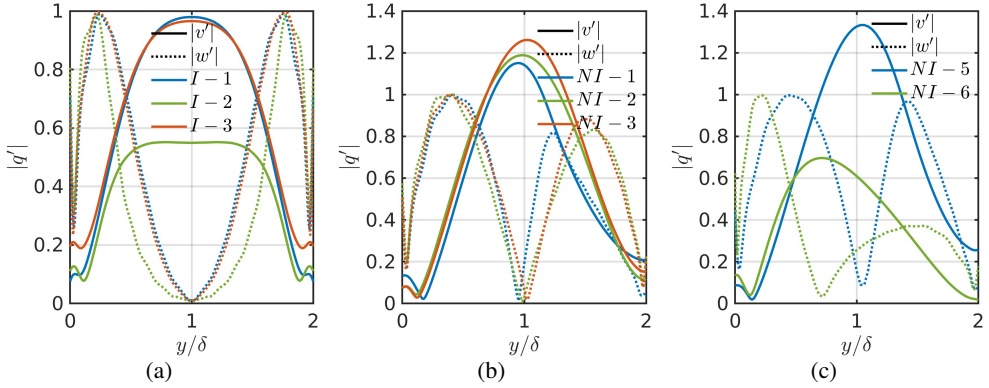 1
0.8
0.6
0.4
0.2
0
|q′|
|v′|
|w′|
I − 1
I − 2
I − 3
0 1 2
y/δ
(a)
1.4
1.2
1
0.8
0.6
0.4
0.2
0
|q′|
|v′|
|w′|
NI − 1
NI − 2
NI − 3
0 1 2
y/δ
(b)
1.4
1.2
1
0.8
0.6
0.4
0.2
0
|q′|
|v′|
|w′|
NI − 5
NI − 6
0 1 2
y/δ
(c)